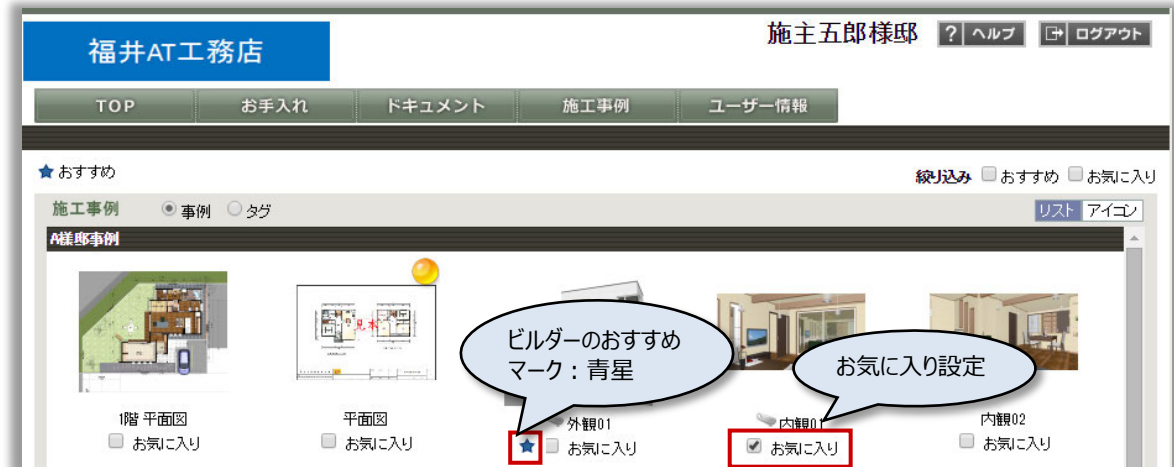 福井AT工務店
施主五郎様邸
? ヘルプ
ログアウト
TOP お手入れ ドキュメント 施工事例 ユーザー情報
★おすすめ
絞り込み おすすめ お気に入り
施工事例 事例 タグ
リスト アイコン
A様邸事例
見本
ビルダーのおすすめ
マーク：青星
お気に入り設定
1階 平面図
平面図
外観01
内観01
内観02
お気に入り
お気に入り
★ お気に入り
お気に入り
お気に入り